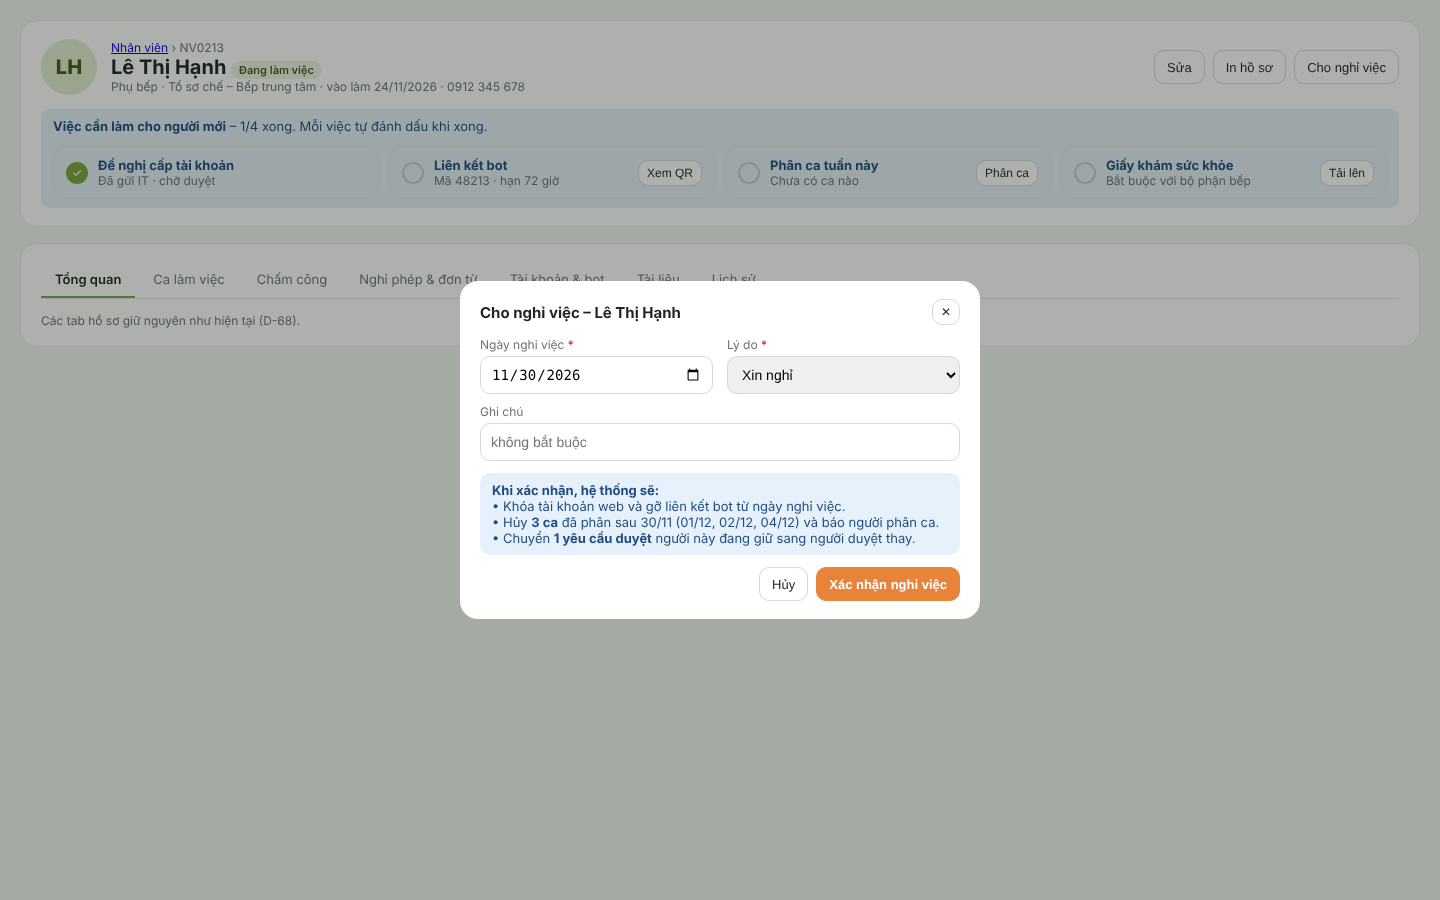 LH
Nhân viên › NV0213
Lê Thị Hạnh Đang làm việc
Phụ bếp · Tổ sơ chế – Bếp trung tâm · vào làm 24/11/2026 · 0912 345 678
Sửa
In hồ sơ
Cho nghỉ việc
Việc cần làm cho người mới – 1/4 xong. Mỗi việc tự đánh dấu khi xong.
Đề nghị cấp tài khoản
Đã gửi IT · chờ duyệt
Liên kết bot
Mã 48213 · hạn 72 giờ
Xem QR
Phân ca tuần này
Chưa có ca nào
Phân ca
Giấy khám sức khỏe
Bắt buộc với bộ phận bếp
Tải lên
Tổng quan
Ca làm việc
Chấm công
Nghỉ phép & đơn từ
Tài khoản & bot
Tài liệu
Lịch sử
Các tab hồ sơ giữ nguyên như hiện tại (D-68).
Cho nghỉ việc – Lê Thị Hạnh
×
Ngày nghỉ việc *
Lý do *
11/30/2026
Xin nghỉ
Ghi chú
không bắt buộc
Khi xác nhận, hệ thống sẽ:
• Khóa tài khoản web và gỡ liên kết bot từ ngày nghỉ việc.
• Hủy 3 ca đã phân sau 30/11 (01/12, 02/12, 04/12) và báo người phân ca.
• Chuyển 1 yêu cầu duyệt người này đang giữ sang người duyệt thay.
Hủy
Xác nhận nghỉ việc